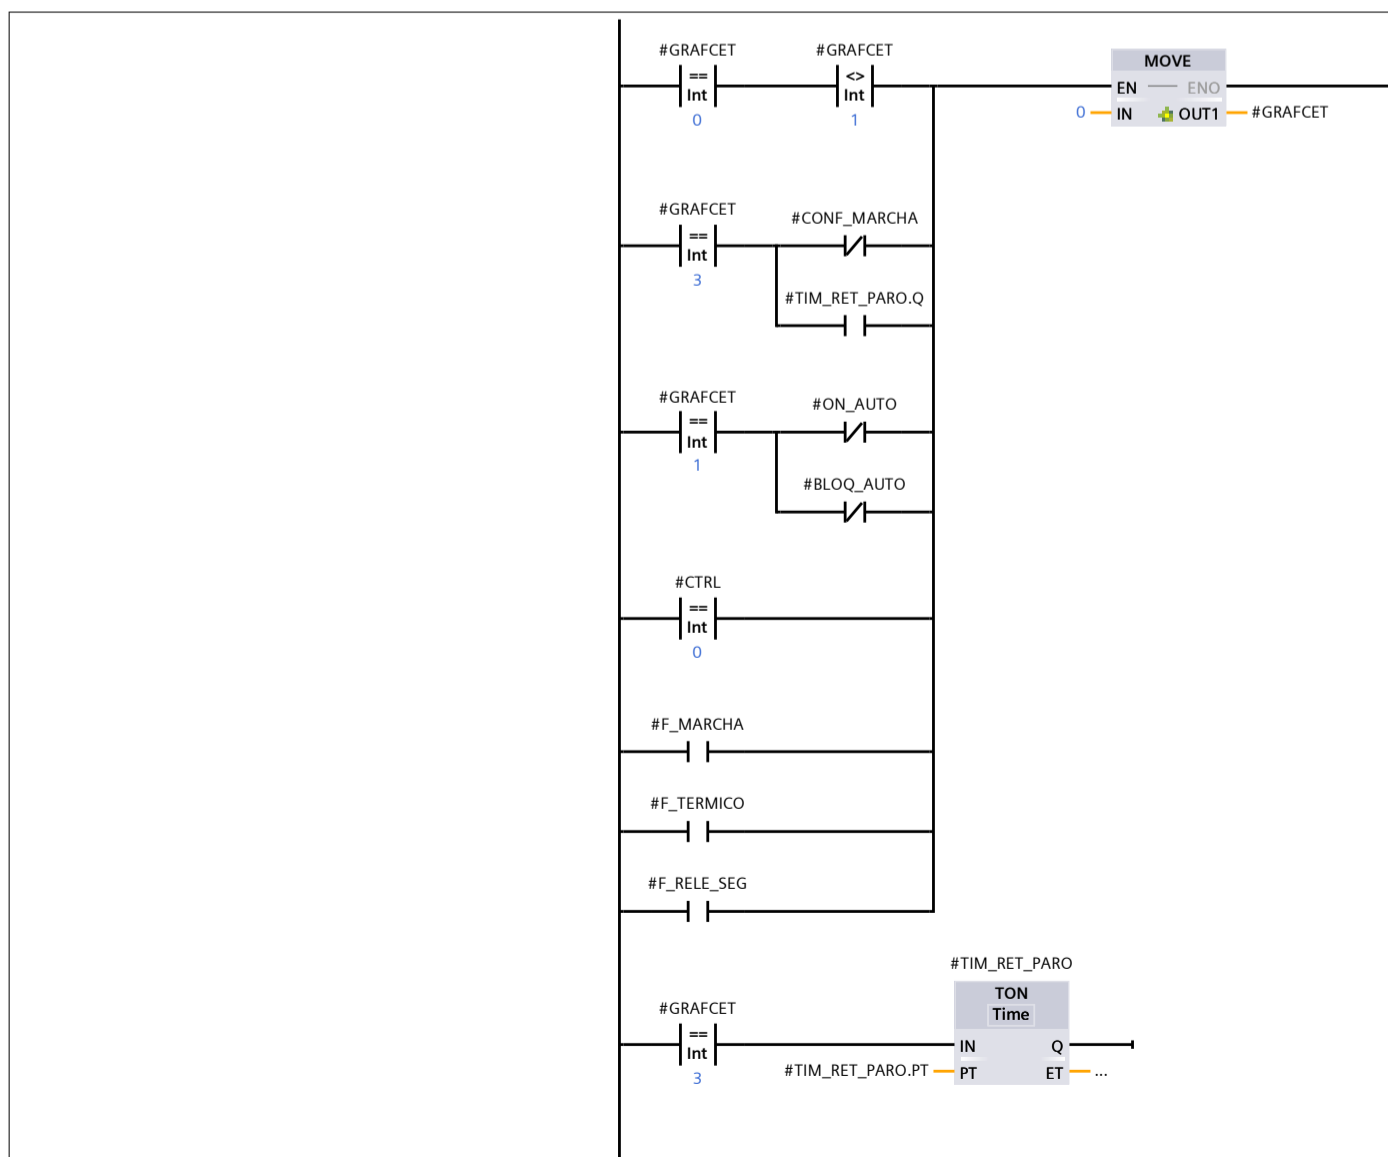 #GRAFCET #GRAFCET
== <> MOVE
Int Int EN ENO
0 1 0 IN OUT1 #GRAFCET
#GRAFCET #CONF_MARCHA
==
Int
3
#TIM_RET_PARO.Q
#GRAFCET #ON_AUTO
==
Int
1
#BLOQ_AUTO
#CTRL
==
Int
0
#F_MARCHA
#F_TERMICO
#F_RELE_SEG
#TIM_RET_PARO
TON
#GRAFCET Time
== IN Q
Int #TIM_RET_PARO.PT PT ET ...
3